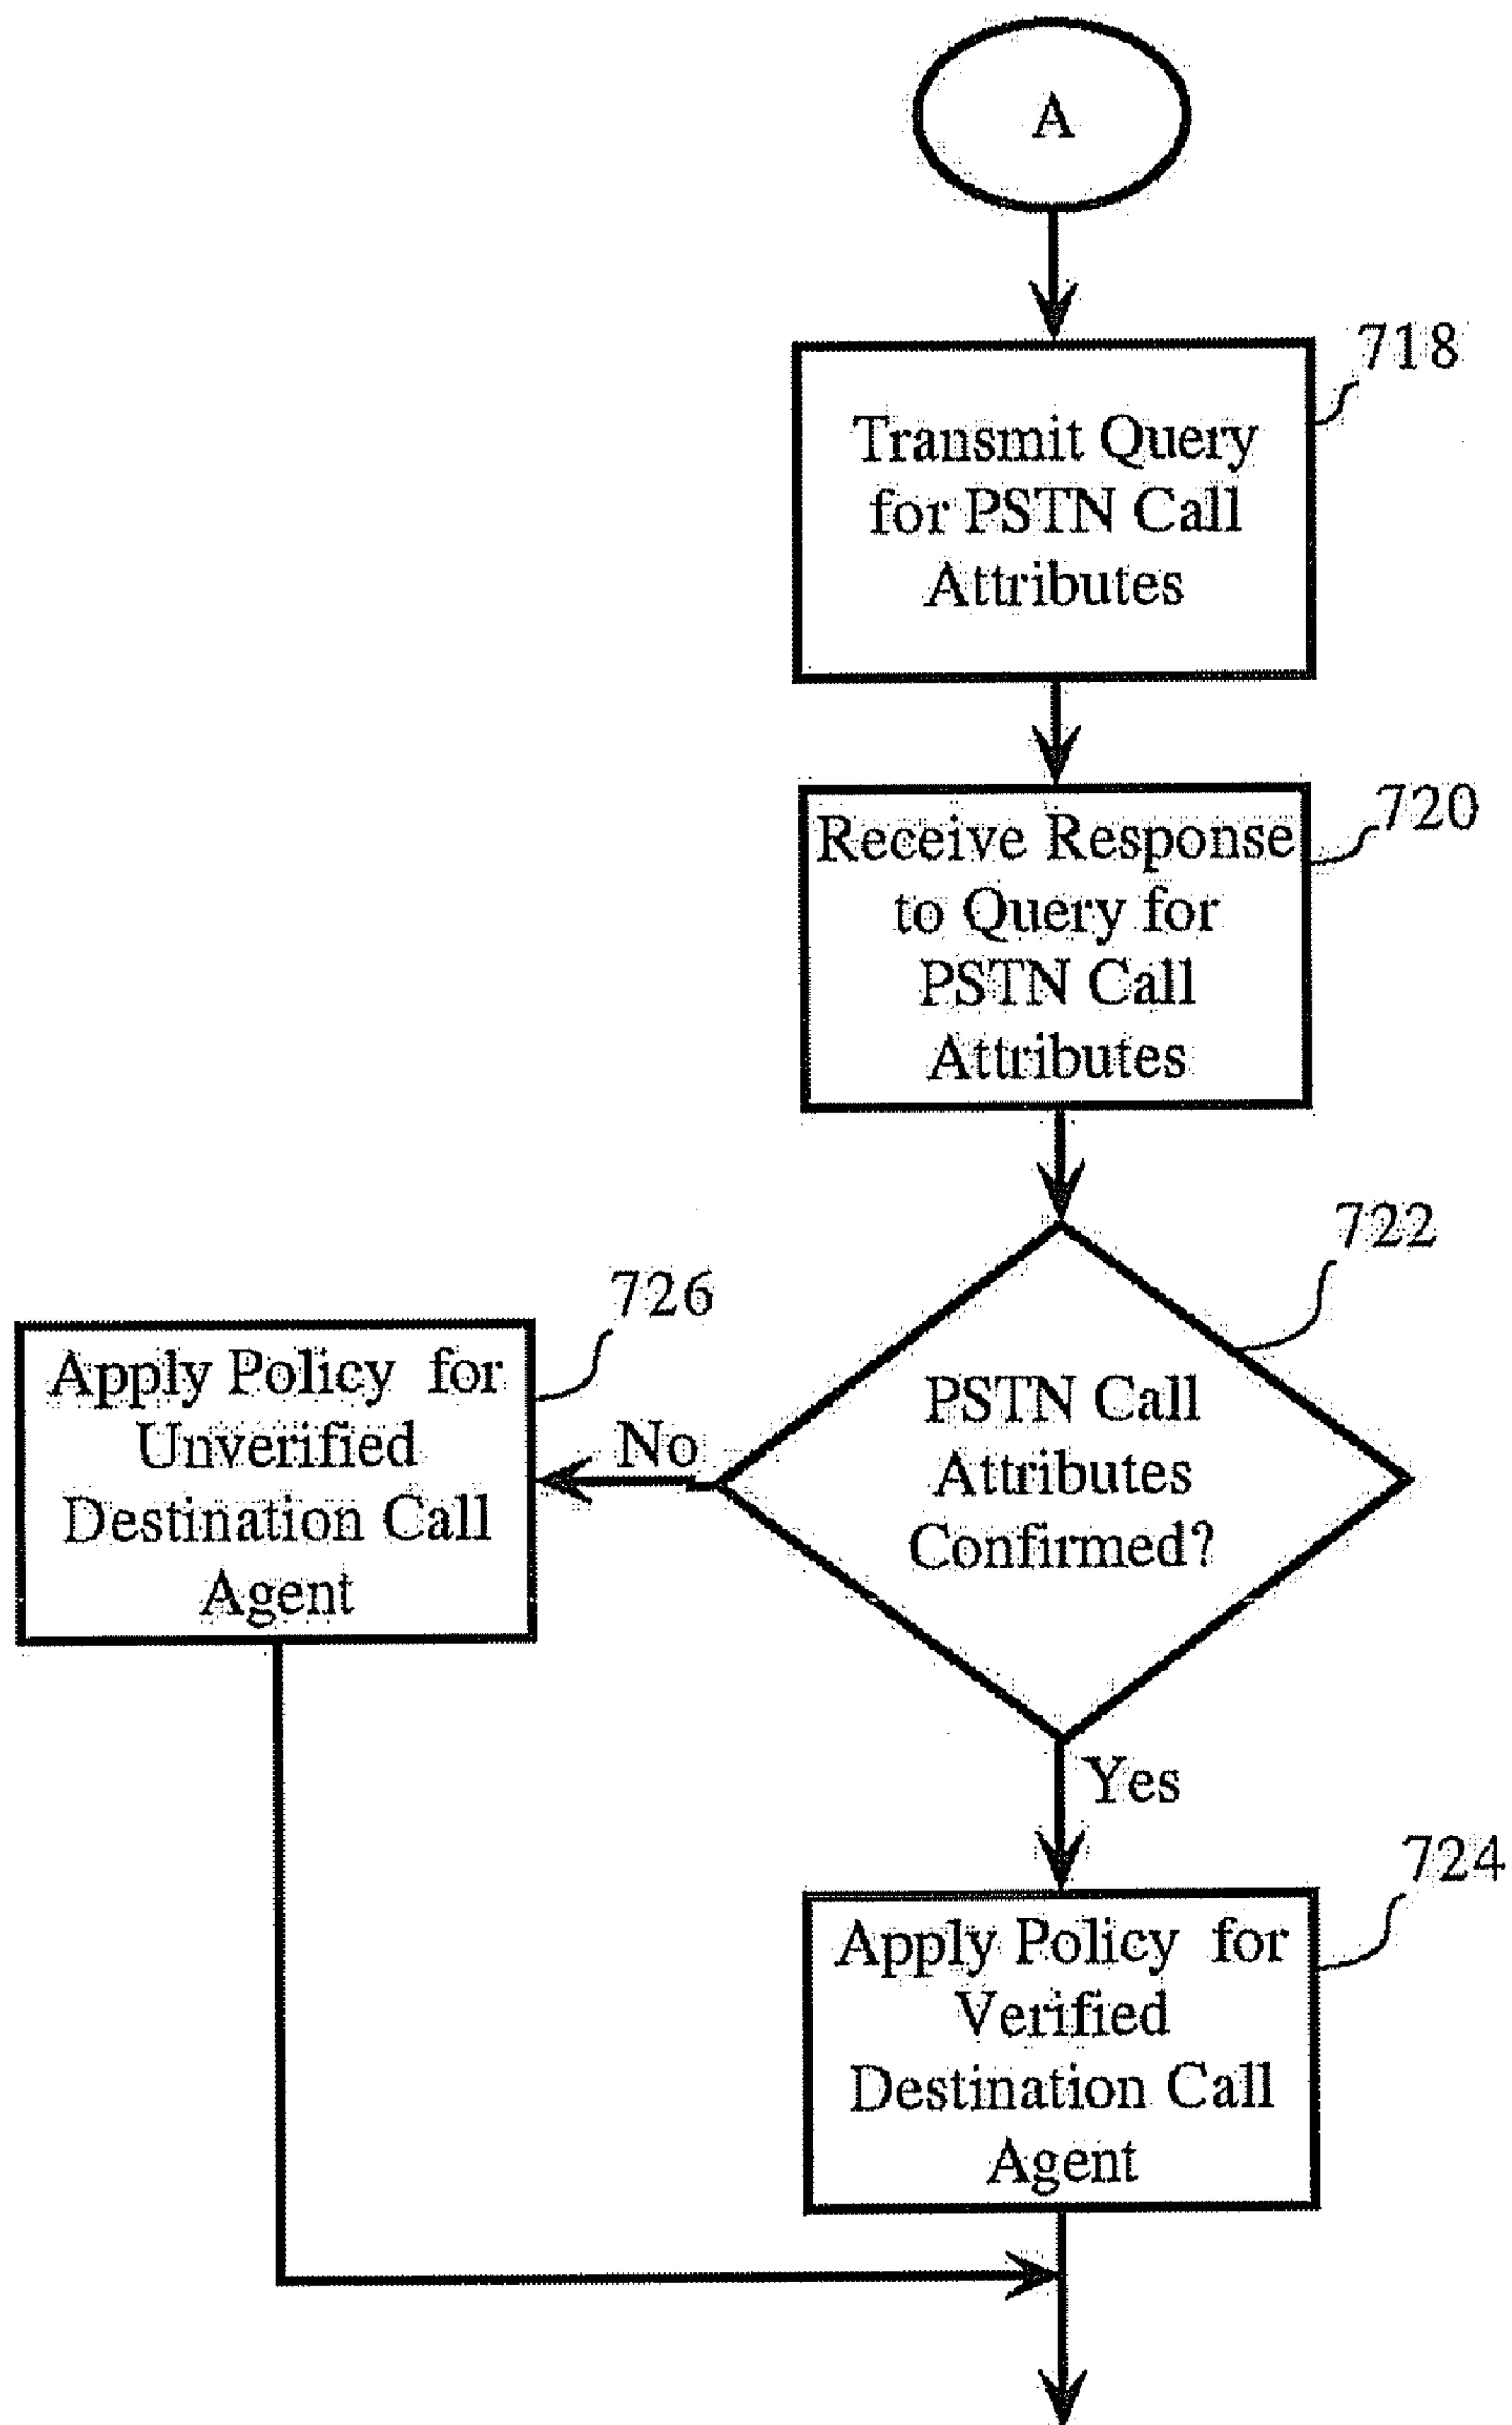 A
718
Transmit Query
for PSTN Call
Attributes
720
Receive Response
to Query for
PSTN Call
Attributes
722
PSTN Call
Attributes
Confirmed?
726
Apply Policy for
Unverified
Destination Call
Agent
No
Yes
724
Apply Policy for
Verified
Destination Call
Agent